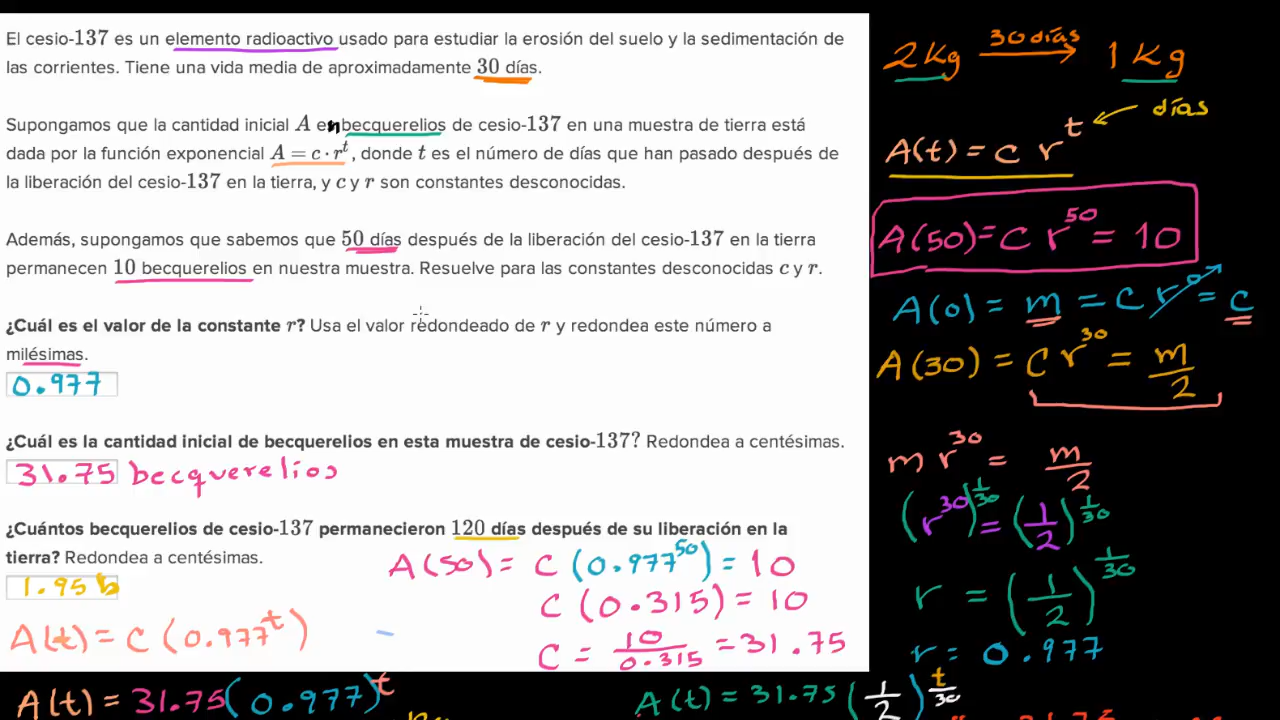 El cesio-137 es un elemento radioactivo usado para estudiar la erosión del suelo y la sedimentación de
las corrientes. Tiene una vida media de aproximadamente 30 días.
Supongamos que la cantidad inicial A en becquerelios de cesio-137 en una muestra de tierra está
dada por la función exponencial A = c · r^t, donde t es el número de días que han pasado después de
la liberación del cesio-137 en la tierra, y c y r son constantes desconocidas.
Además, supongamos que sabemos que 50 días después de la liberación del cesio-137 en la tierra
permanecen 10 becquerelios en nuestra muestra. Resuelve para las constantes desconocidas c y r.
¿Cuál es el valor de la constante r? Usa el valor redondeado de r y redondea este número a
milésimas.
0.977
¿Cuál es la cantidad inicial de becquerelios en esta muestra de cesio-137? Redondea a centésimas.
31.75 becquerelios
¿Cuántos becquerelios de cesio-137 permanecieron 120 días después de su liberación en la
tierra? Redondea a centésimas.
1.95 b
A(t) = C (0.977^t)
A(50) = C (0.977^50) = 10
C (0.315) = 10
C = 10/0.315 = 31.75
A(t) = 31.75 (0.977)^t
2 Kg 30 días 1 Kg
días
A(t) = c r^t
A(50) = c r^50 = 10
A(0) = m = c r^0 = c
A(30) = c r^30 = m/2
m r^30 = m/2
(r^30)^1/30 = (1/2)^1/30
r = (1/2)^1/30
r = 0.977
A(t) = 31.75 (1/2)^t/30